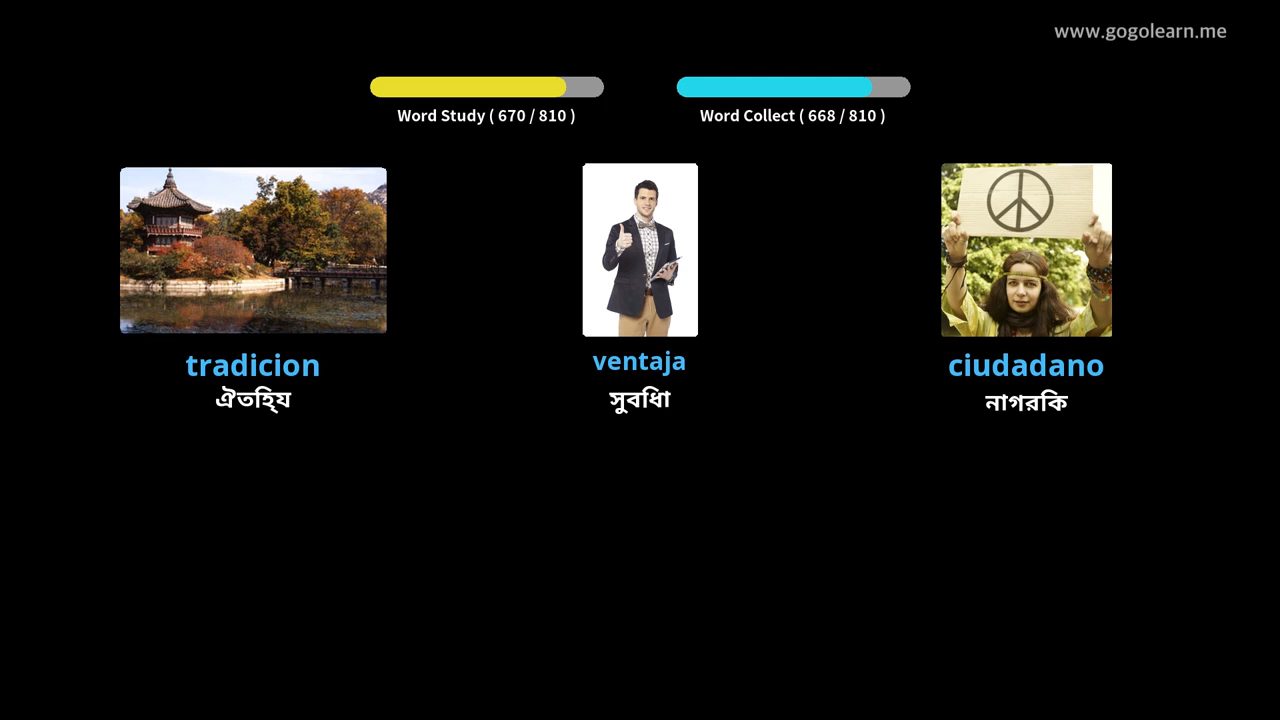 www.gogolearn.me
Word Study ( 670 / 810 )
Word Collect ( 668 / 810 )
tradicion
ঐতিহ্য
ventaja
সুবিধা
ciudadano
নাগরিক